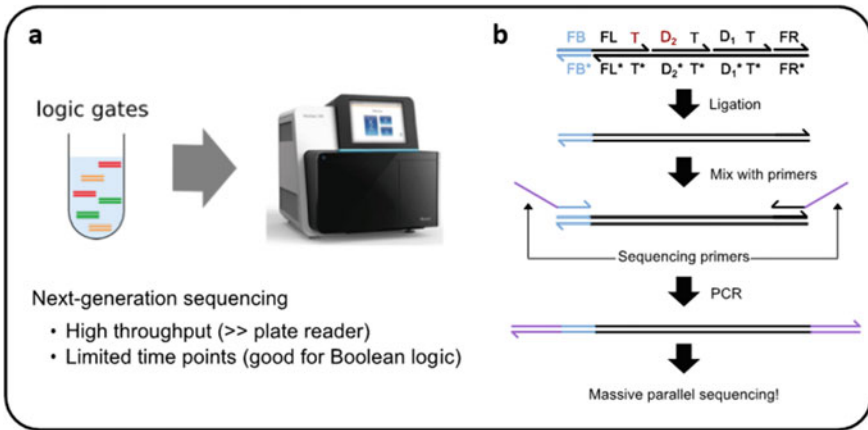 a
logic gates
Next-generation sequencing
• High throughput (>> plate reader)
• Limited time points (good for Boolean logic)
b
FB FL T D₂ T D₁ T FR
FB* FL* T* D₂* T* D₁* T* FR*
Ligation
Mix with primers
Sequencing primers
PCR
Massive parallel sequencing!